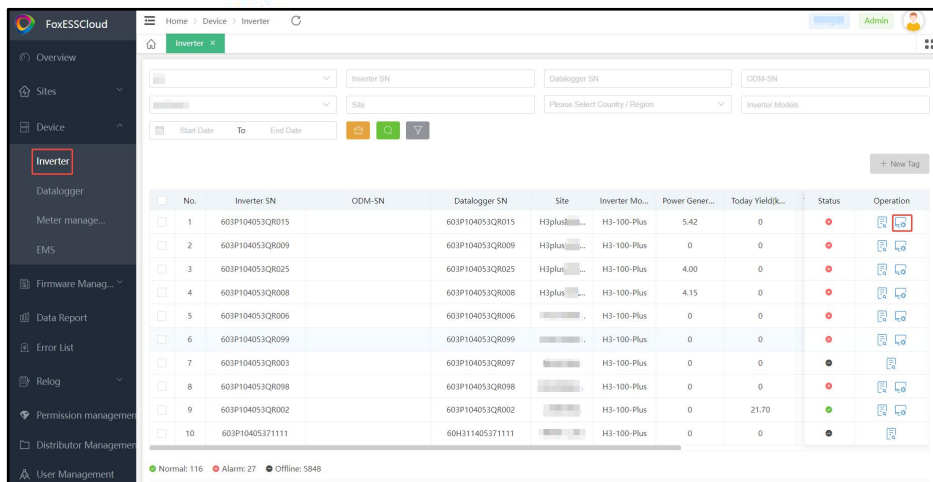 FoxESSCloud
Home > Device > Inverter
Admin
Inverter ×
Overview
Sites
Device
Inverter
Datalogger
Meter manage...
EMS
Firmware Manag...
Data Report
Error List
Relog
Permission managemen
Distributor Managemen
User Management
Inverter SN Datalogger SN ODM-SN
Site Please Select Country / Region Inverter Models
Start Date To End Date
+ New Tag
No. Inverter SN ODM-SN Datalogger SN Site Inverter Mo... Power Gener... Today Yield(k... Status Operation
1 603P104053QR015 603P104053QR015 H3plus ... H3-100-Plus 5.42 0
2 603P104053QR009 603P104053QR009 H3plus ... H3-100-Plus 0 0
3 603P104053QR025 603P104053QR025 H3plus. ... H3-100-Plus 4.00 0
4 603P104053QR008 603P104053QR008 H3plus ,... H3-100-Plus 4.15 0
5 603P104053QR006 603P104053QR006 H3-100-Plus 0 0
6 603P104053QR099 603P104053QR099 H3-100-Plus 0 0
7 603P104053QR003 603P104053QR097 H3-100-Plus 0 0
8 603P104053QR098 603P104053QR098 H3-100-Plus 0 0
9 603P104053QR002 603P104053QR002 H3-100-Plus 0 21.70
10 603P10405371111 60H311405371111 H3-100-Plus 0 0
Normal: 116 Alarm: 27 Offline: 5848